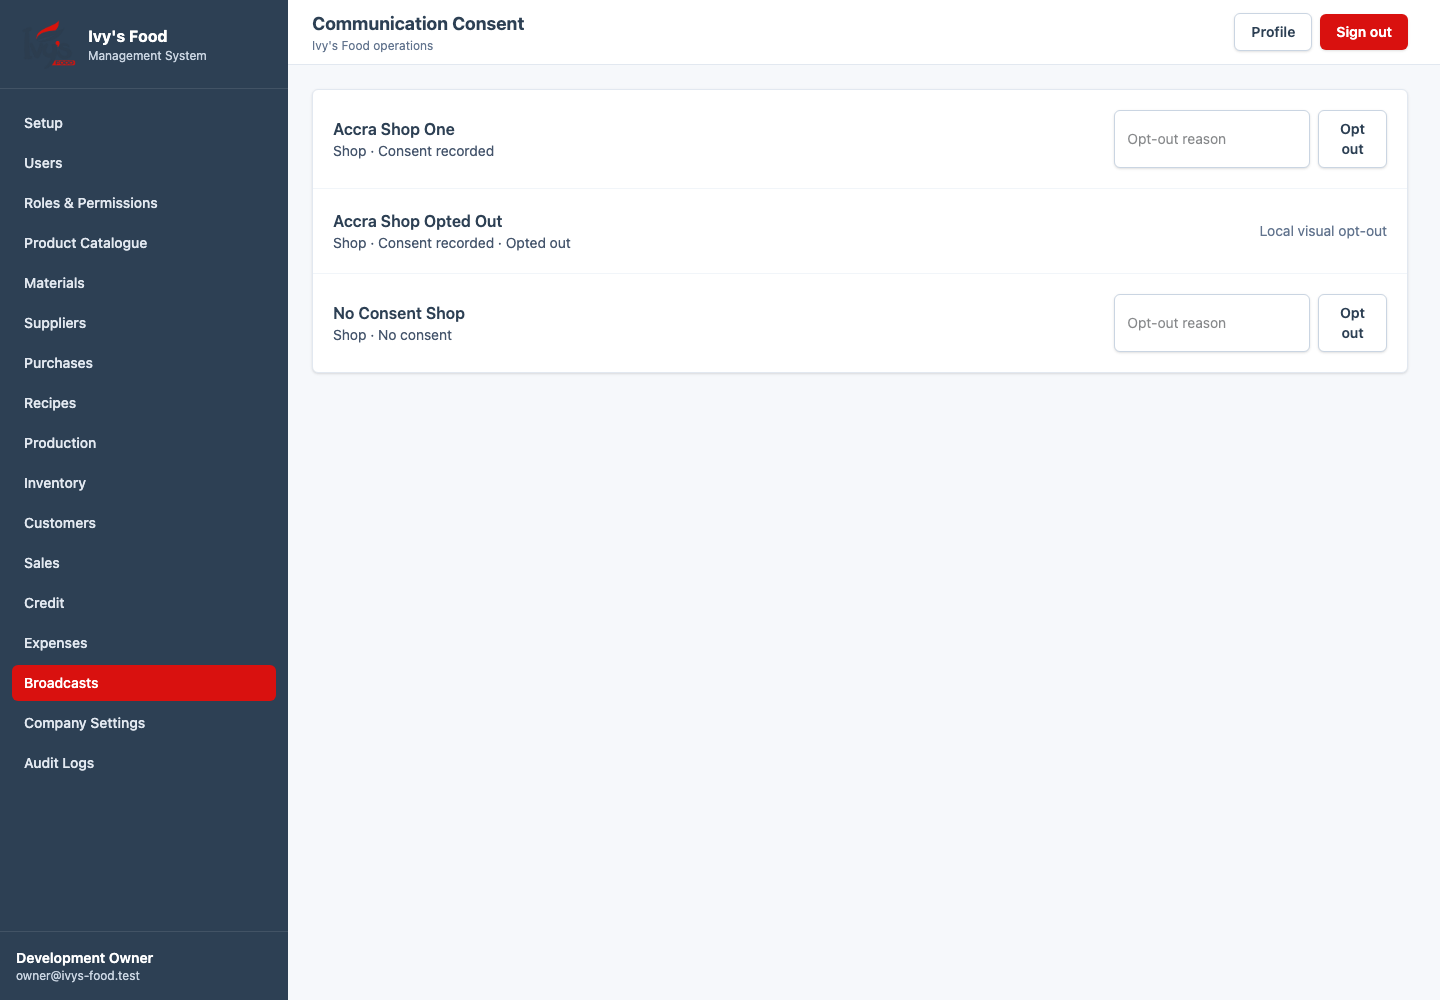 Ivy's Food
Management System
Setup
Users
Roles & Permissions
Product Catalogue
Materials
Suppliers
Purchases
Recipes
Production
Inventory
Customers
Sales
Credit
Expenses
Broadcasts
Company Settings
Audit Logs
Development Owner
owner@ivys-food.test
Communication Consent
Ivy's Food operations
Profile
Sign out
Accra Shop One
Shop · Consent recorded
Opt-out reason
Opt
out
Accra Shop Opted Out
Shop · Consent recorded · Opted out
Local visual opt-out
No Consent Shop
Shop · No consent
Opt-out reason
Opt
out